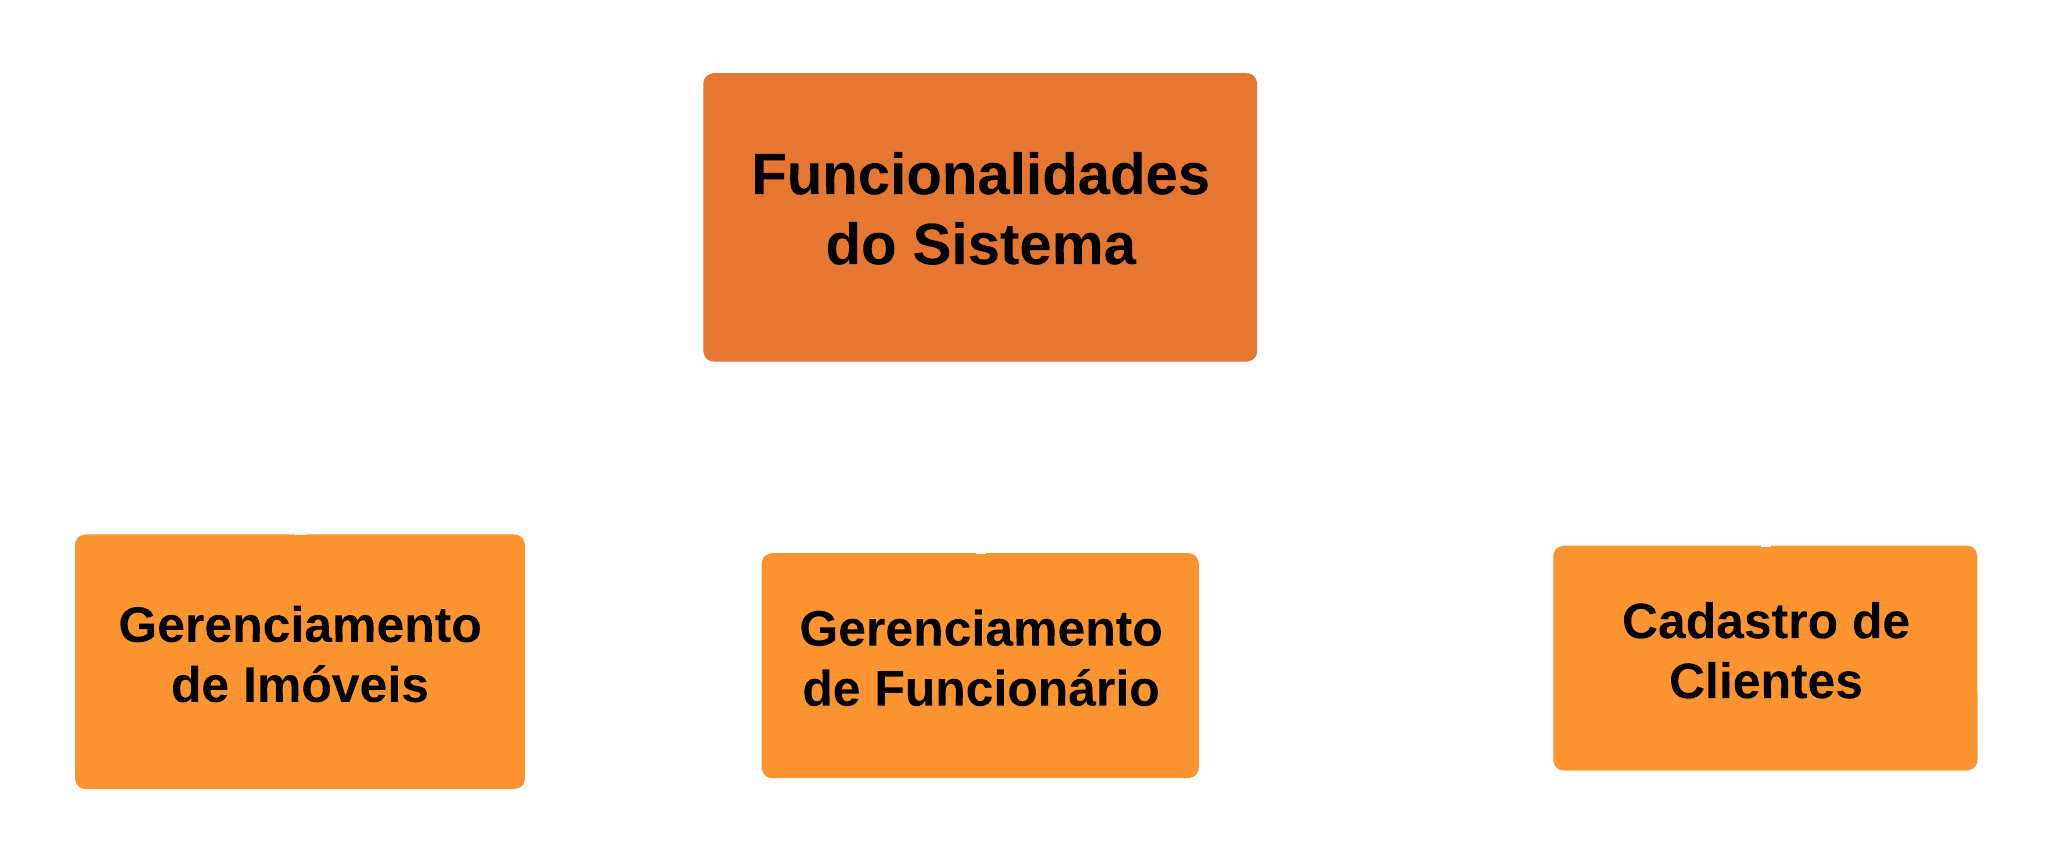 Funcionalidades
do Sistema
Gerenciamento
de Imóveis
Gerenciamento
de Funcionário
Cadastro de
Clientes